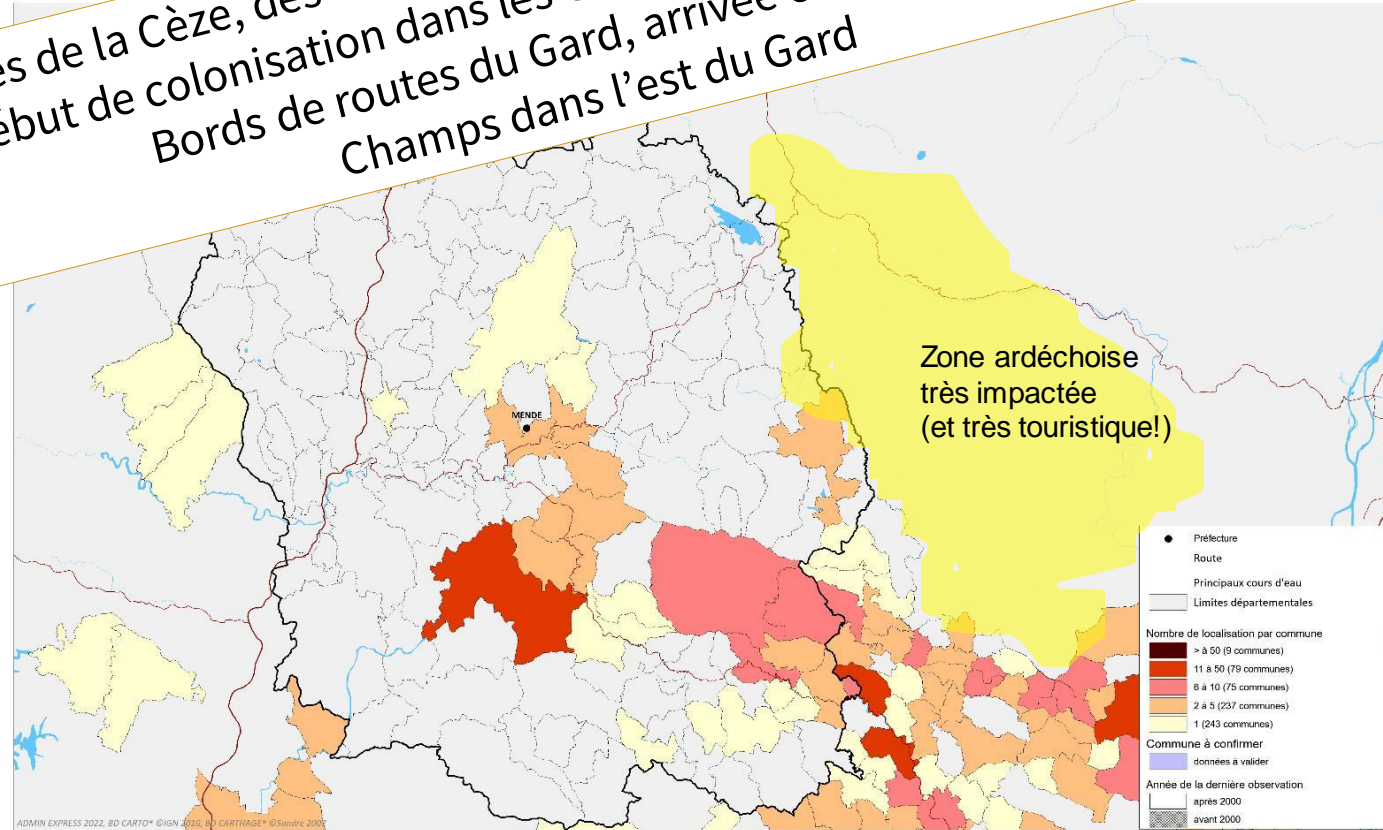 es de la Cèze, des
ébut de colonisation dans les
Bords de routes du Gard, arrivée
Champs dans l'est du Gard
Zone ardéchoise
très impactée
(et très touristique!)
MENDE
Préfecture
Route
Principaux cours d'eau
Limites départementales
Nombre de localisation par commune
> à 50 (9 communes)
11 à 50 (79 communes)
6 à 10 (75 communes)
2 à 5 (237 communes)
1 (243 communes)
Commune à confirmer
données à valider
Année de la dernière observation
après 2000
avant 2000
ADMIN EXPRESS 2022, BD CARTO® ©IGN 2016, BD CARTHAGE® ©Sandre 2007